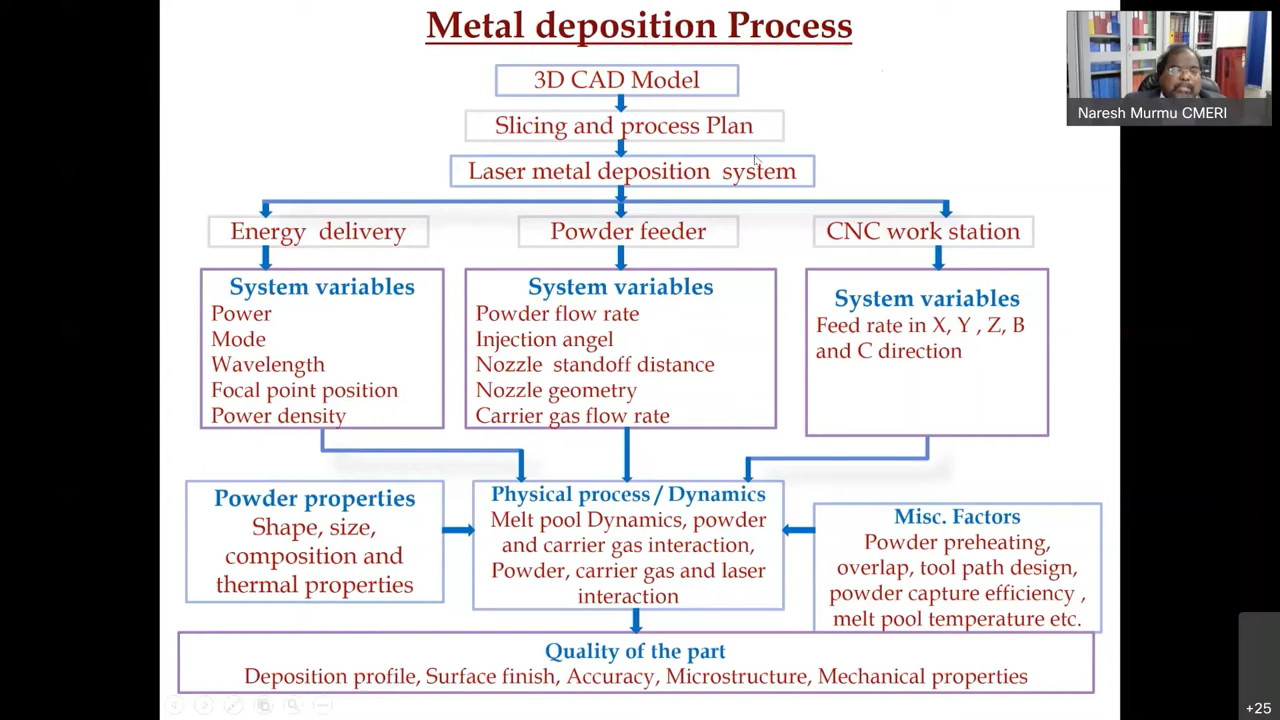 Metal deposition Process
Naresh Murmu CMERI
3D CAD Model
Slicing and process Plan
Laser metal deposition system
Energy delivery
Powder feeder
CNC work station
System variables
Power
Mode
Wavelength
Focal point position
Power density
System variables
Powder flow rate
Injection angel
Nozzle standoff distance
Nozzle geometry
Carrier gas flow rate
System variables
Feed rate in X, Y , Z, B
and C direction
Powder properties
Shape, size,
composition and
thermal properties
Physical process / Dynamics
Melt pool Dynamics, powder
and carrier gas interaction,
Powder, carrier gas and laser
interaction
Misc. Factors
Powder preheating,
overlap, tool path design,
powder capture efficiency ,
melt pool temperature etc.
Quality of the part
Deposition profile, Surface finish, Accuracy, Microstructure, Mechanical properties
+25